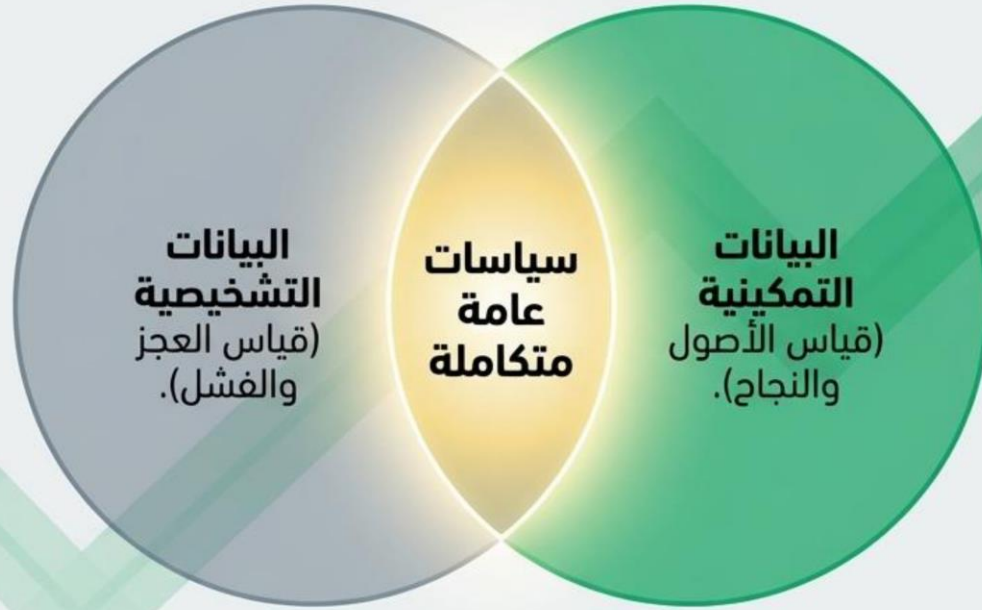 البيانات
التمكينية
(قياس الأصول
والنجاح).
سياسات
عامة
متكاملة
البيانات
التشخيصية
(قياس العجز
والفشل).